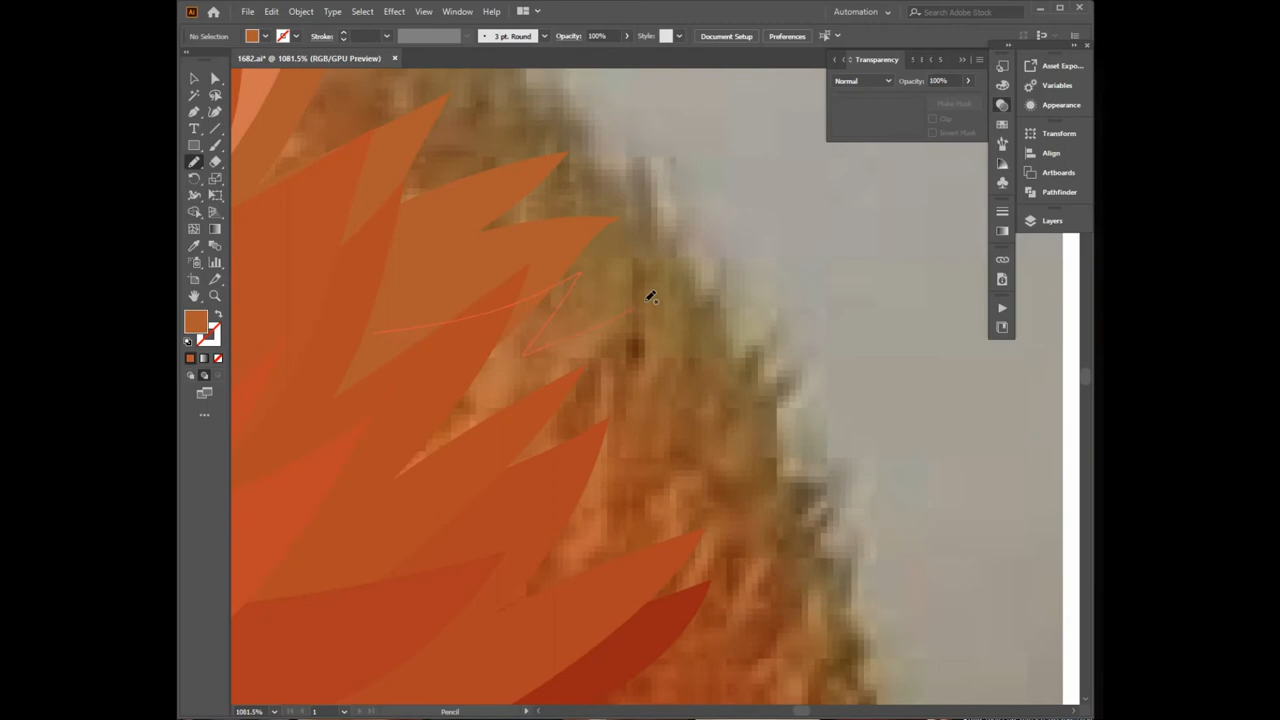 Ai File Edit Object Type Select Effect View Window Help Automation Search Adobe Stock
No Selection Stroke: 3 pt. Round Opacity: 100% Style: Document Setup Preferences
1682.ai* @ 1081.5% (RGB/GPU Preview)
Transparency
Normal Opacity: 100%
Make Mask
Clip
Invert Mask
Asset Expo...
Variables
Appearance
Transform
Align
Artboards
Pathfinder
Layers
1081.5% 1 Pencil